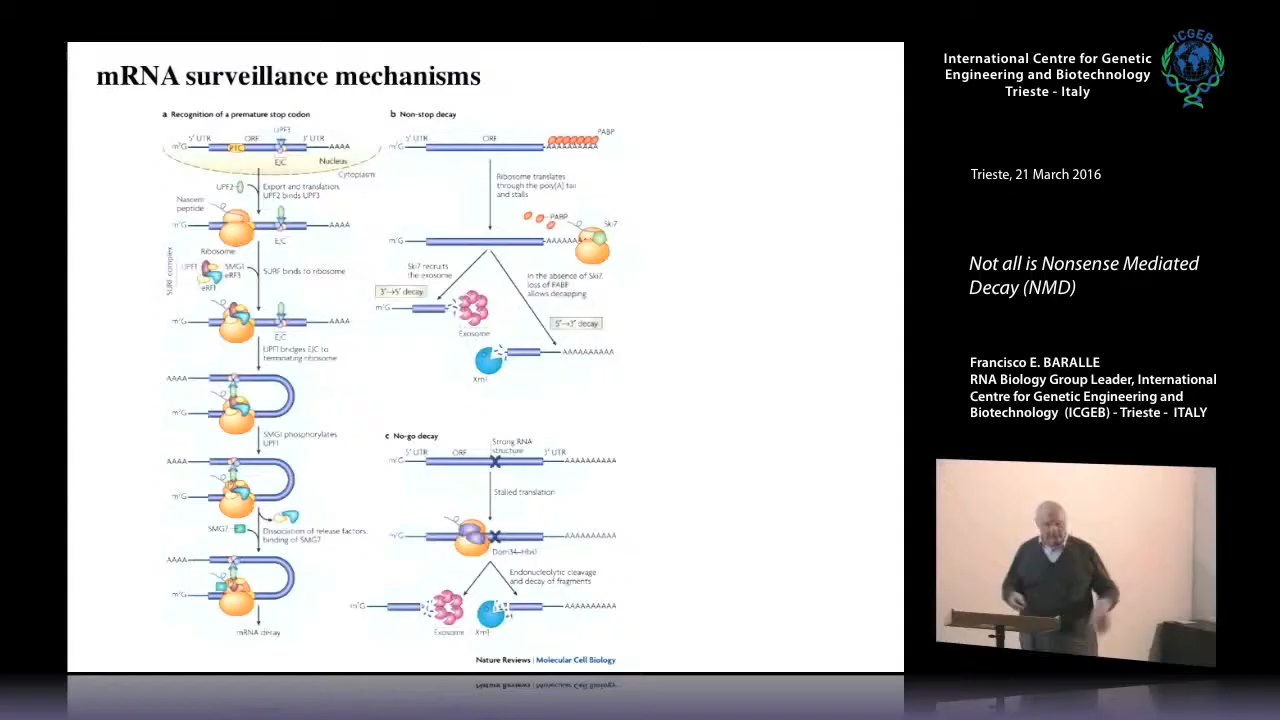 mRNA surveillance mechanisms
a Recognition of a premature stop codon
UPF3
5' UTR ORF 3' UTR
m⁷G PTC AAAA
EJC
Nucleus
Cytoplasm
UPF2
Export and translation
UPF2 binds UPF3
Nascent
peptide
m⁷G AAAA
EJC
Ribosome
SURF complex
UPF1 SMG1
eRF3
eRF1
SURF binds to ribosome
m⁷G AAAA
EJC
UPF1 bridges EJC to
terminating ribosome
AAAA
m⁷G
SMG1 phosphorylates
UPF1
AAAA
m⁷G
SMG7
Dissociation of release factors,
binding of SMG7
AAAA
m⁷G
mRNA decay
b Non-stop decay
5' UTR ORF PABP
m⁷G AAAAAAAAA
Ribosome translates
through the poly(A) tail
and stalls
PABP Ski7
m⁷G
Ski7 recruits
the exosome
In the absence of Ski7,
loss of PABP
allows decapping
3'→5' decay
m⁷G
Exosome
5'→3' decay
AAAAAAAAAA
Xrn1
c No-go decay
Strong RNA
structure
5' UTR ORF 3' UTR
m⁷G AAAAAAAAAA
Stalled translation
m⁷G AAAAAAAAAA
Dom34–Hbs1
Endonucleolytic cleavage
and decay of fragments
m⁷G AAAAAAAAAA
Exosome Xrn1
Nature Reviews | Molecular Cell Biology
International Centre for Genetic
Engineering and Biotechnology
Trieste - Italy
ICGEB
Trieste, 21 March 2016
Not all is Nonsense Mediated
Decay (NMD)
Francisco E. BARALLE
RNA Biology Group Leader, International
Centre for Genetic Engineering and
Biotechnology (ICGEB) - Trieste - ITALY